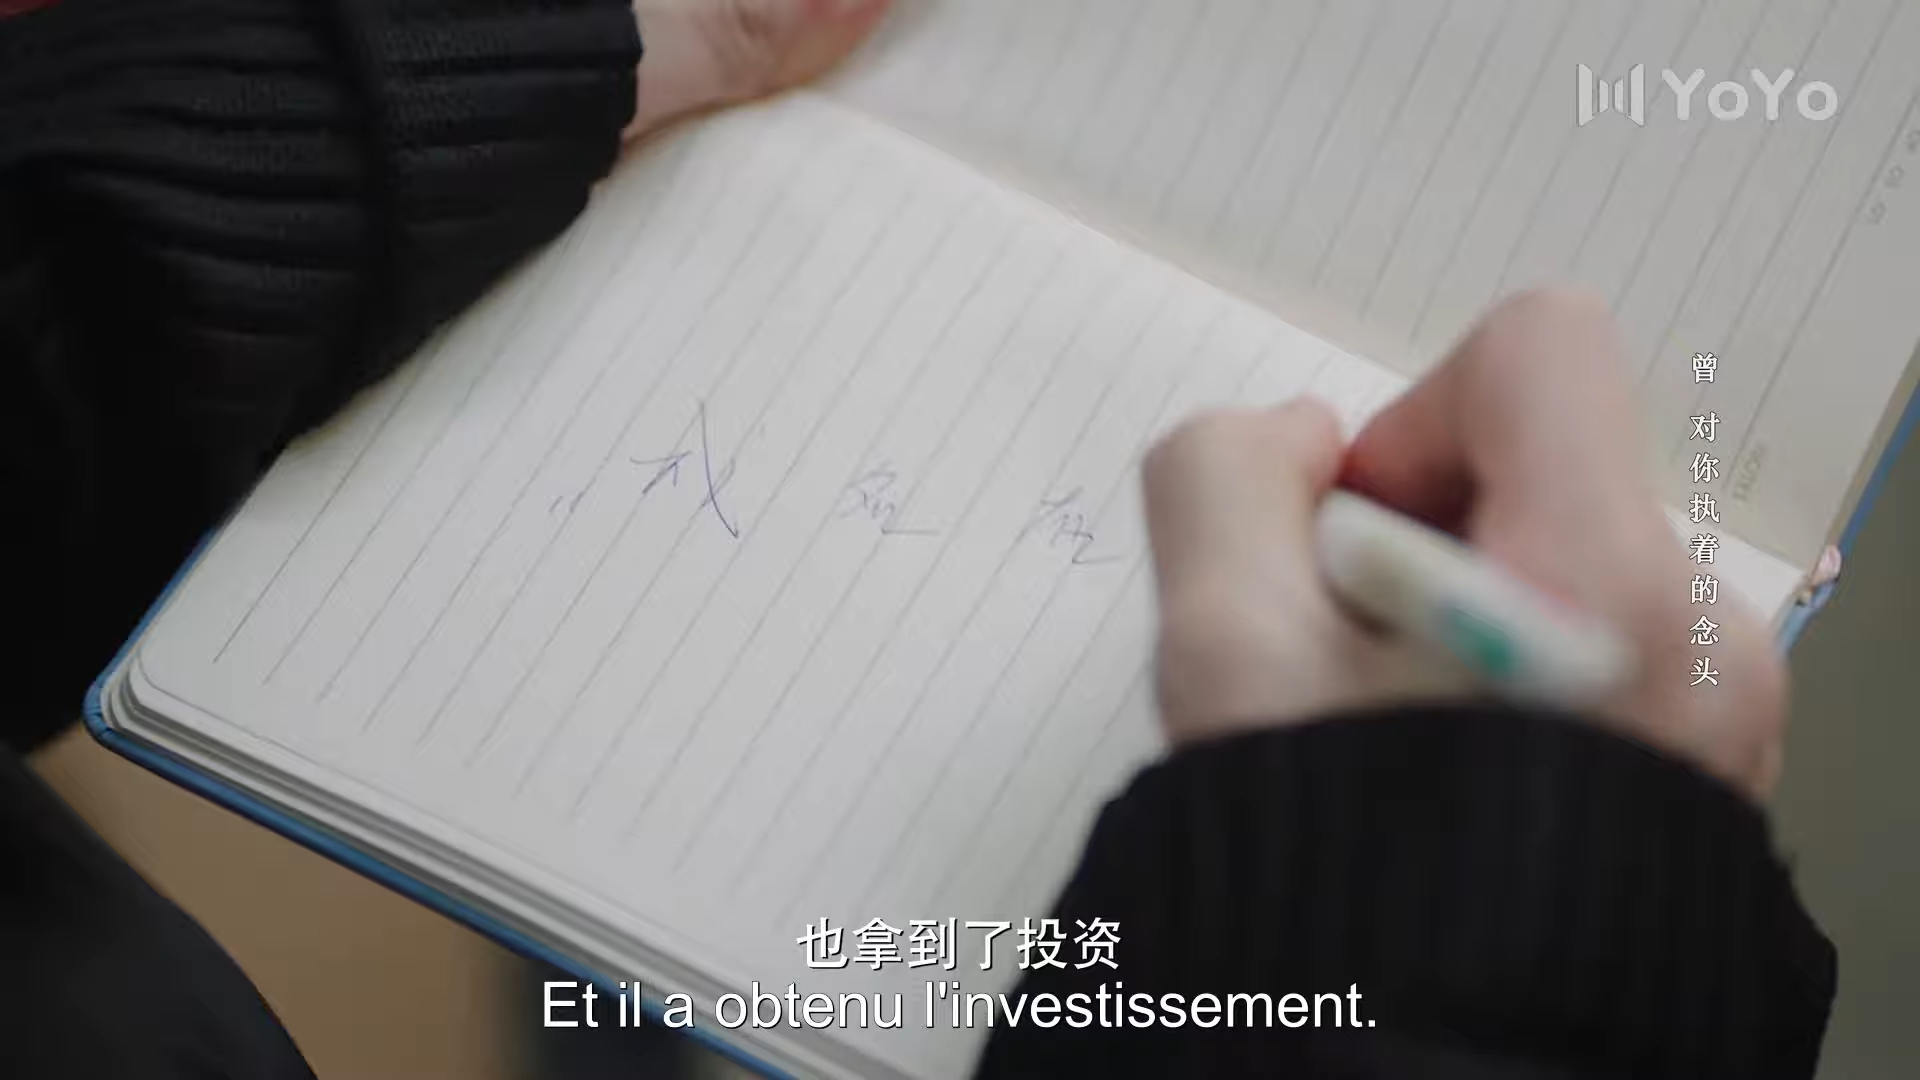 YoYo
曾 对你执着的念头
NOTES
也拿到了投资
Et il a obtenu l'investissement.